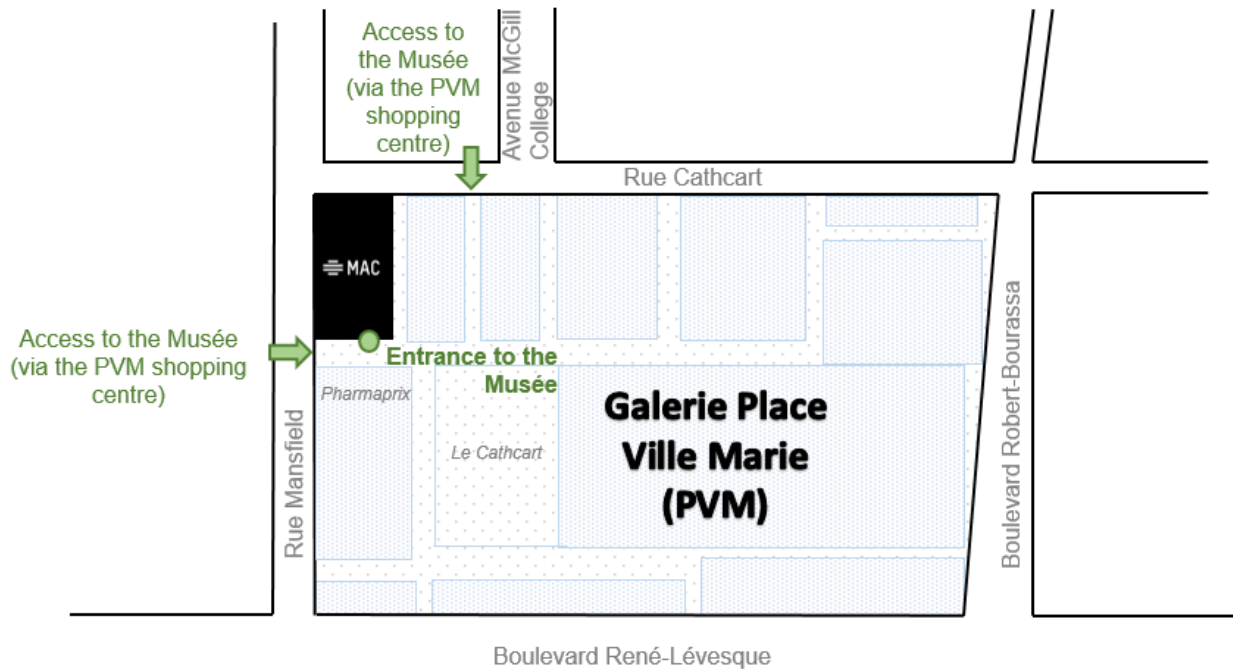 Access to
the Musée
(via the PVM
shopping
centre)
Avenue McGill
College
Rue Cathcart
MAC
Access to the Musée
(via the PVM shopping
centre)
Entrance to the
Musée
Pharmaprix
Le Cathcart
Galerie Place
Ville Marie
(PVM)
Rue Mansfield
Boulevard Robert-Bourassa
Boulevard René-Lévesque